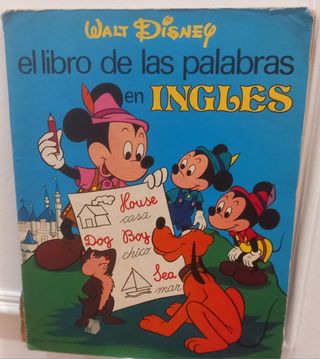 WALT DISNEY
el libro de las palabras
en INGLES
House
casa
Dog Boy
chico
Sea
mar